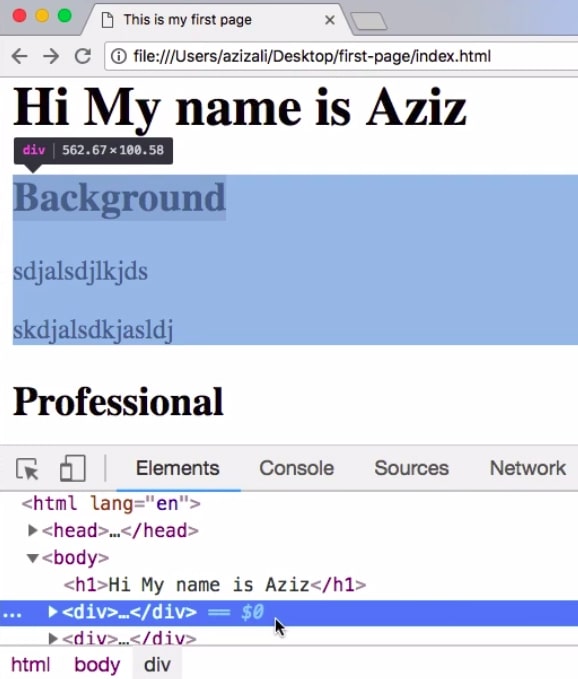 This is my first page
file:///Users/azizali/Desktop/first-page/index.html
Hi My name is Aziz
div 562.67×100.58
Background
sdjalsdjlkjds
skdjalsdkjasldj
Professional
Elements Console Sources Network
<html lang="en">
<head>…</head>
<body>
<h1>Hi My name is Aziz</h1>
... <div>…</div> == $0
<div>…</div>
html body div